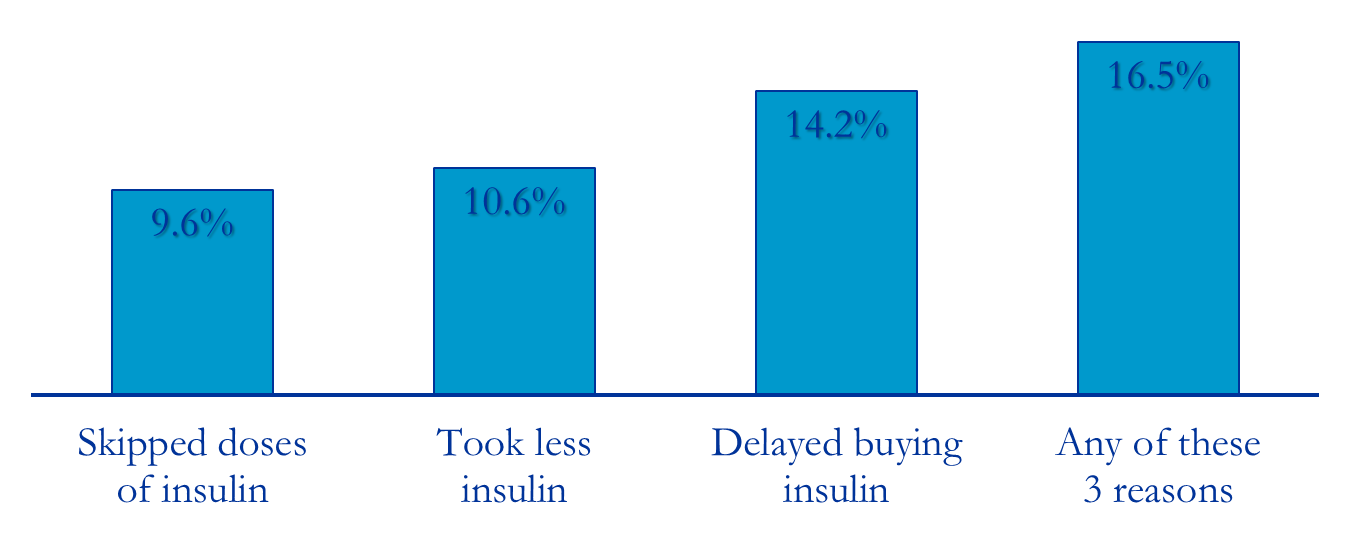 9.6%
10.6%
14.2%
16.5%
Skipped doses
of insulin
Took less
insulin
Delayed buying
insulin
Any of these
3 reasons